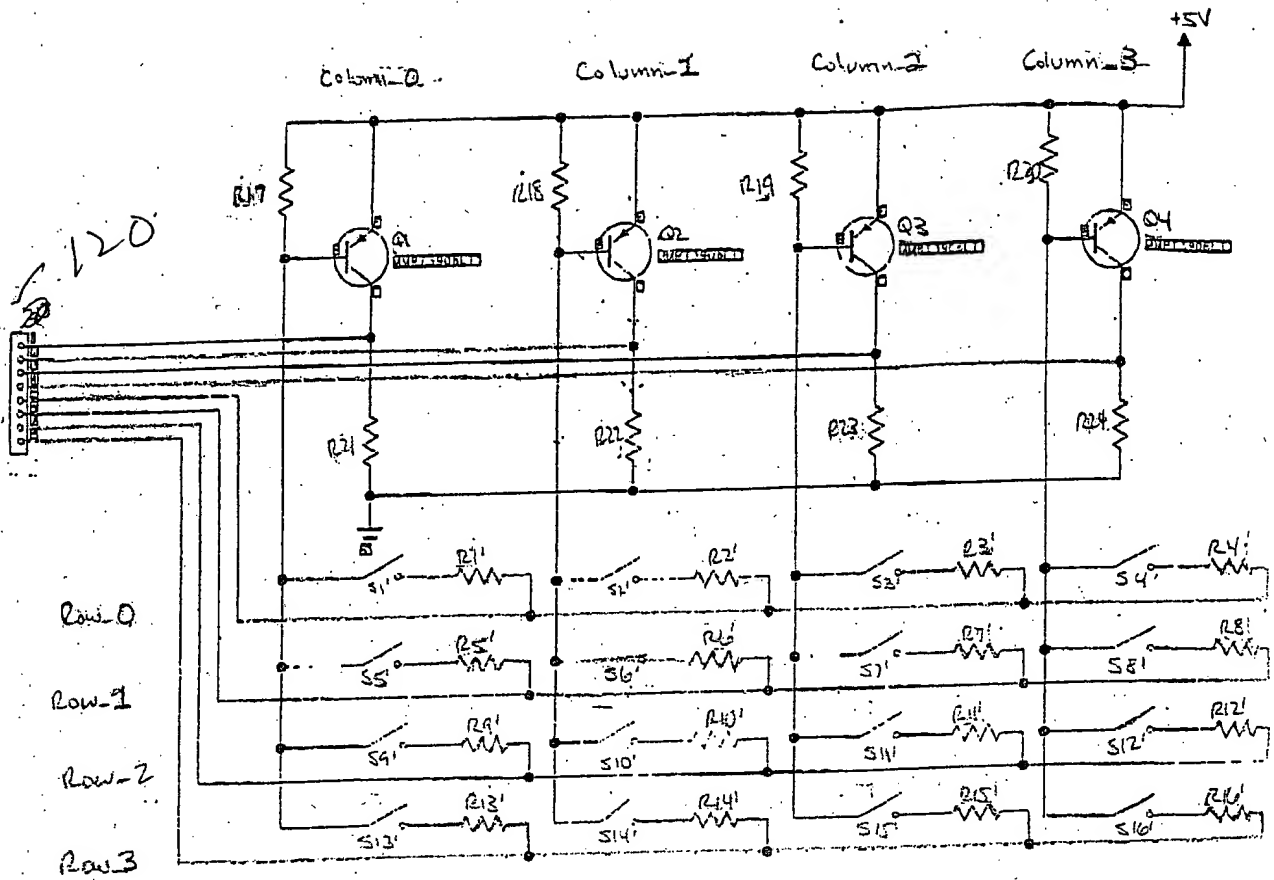 +5V
Column_0 Column_1 Column_2 Column_3
R17 R18 R19 R20
Q1 Q2 Q3 Q4
120
R21 R22 R23 R24
R1' R2' R3' R4'
S1' S2' S3' S4'
Row_0
R5' R6' R7' R8'
S5' S6' S7' S8'
Row_1
R9' R10' R11' R12'
S9' S10' S11' S12'
Row_2
R13' R14' R15' R16'
S13' S14' S15' S16'
Row_3